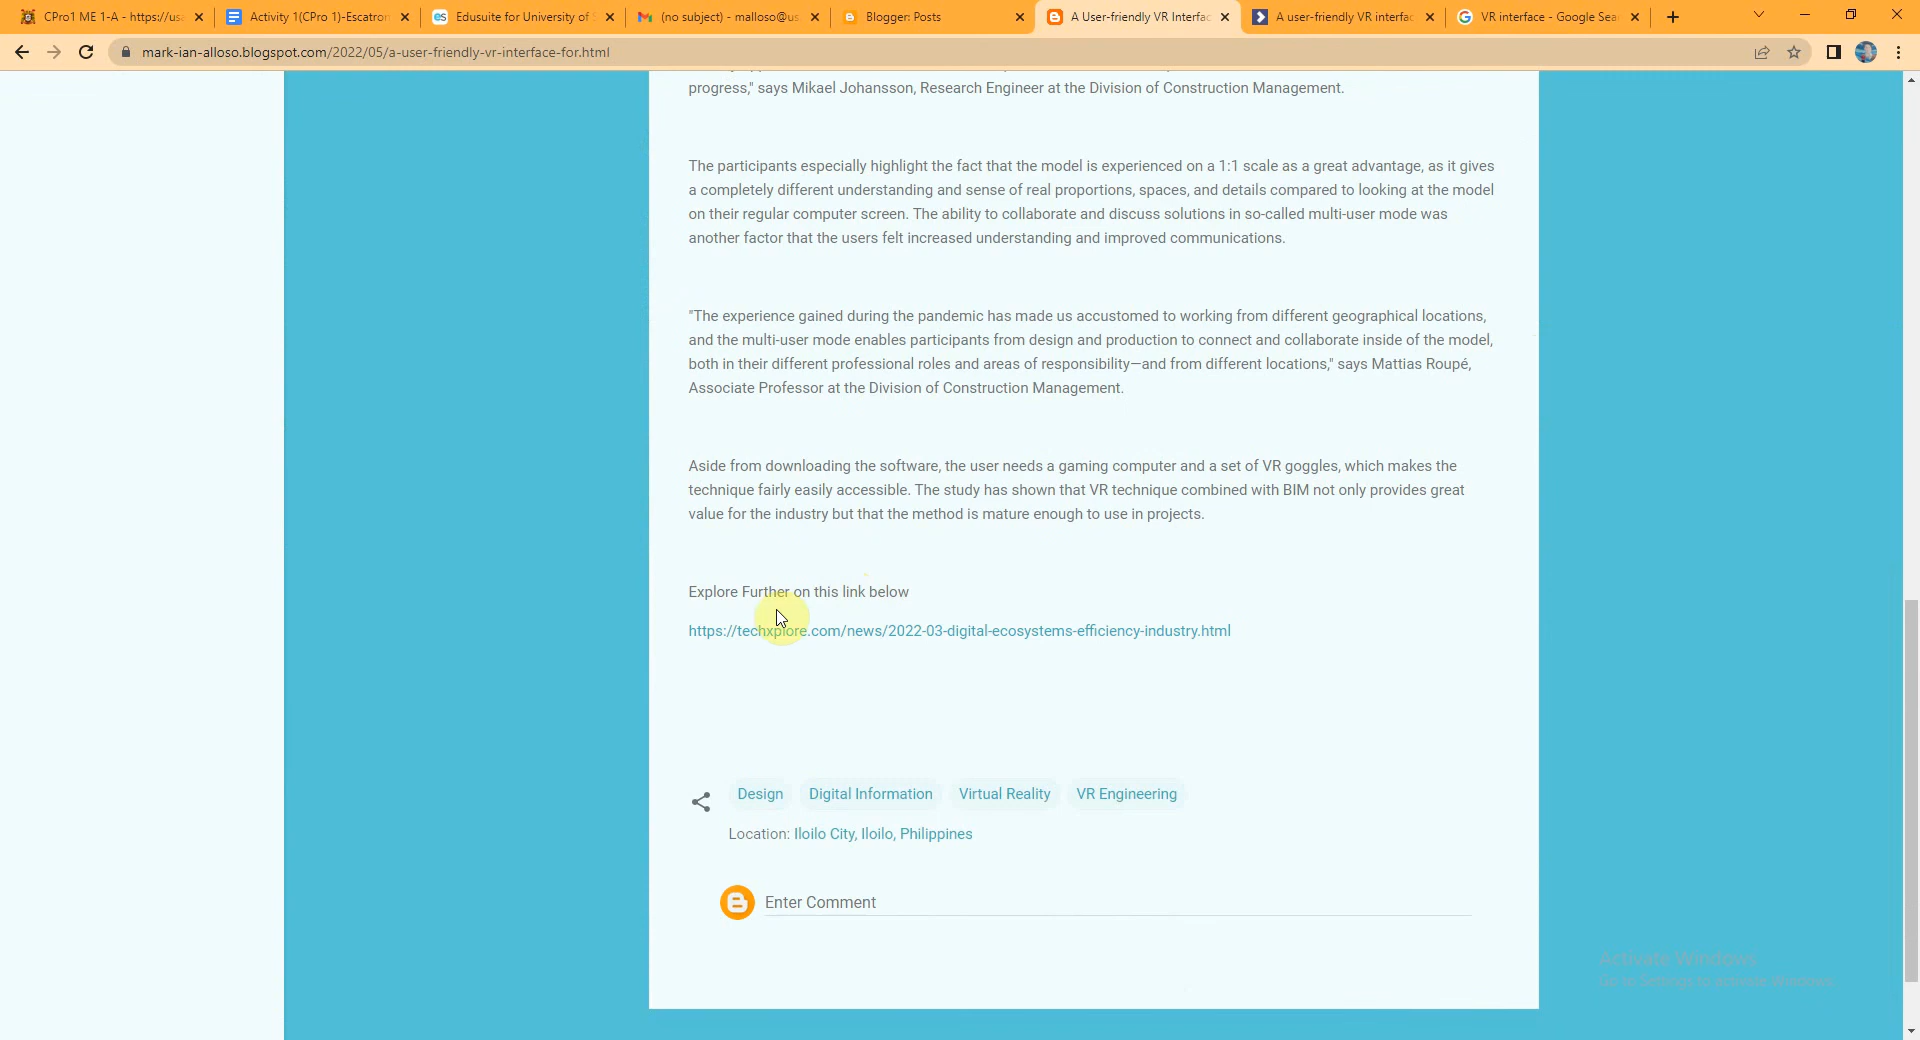 CPro1 ME 1-A - https://us
Activity 1(CPro 1)-Escatron
Edusuite for University of
(no subject) - malloso@us
Blogger: Posts
A User-friendly VR Interfac
A user-friendly VR interfac
VR interface - Google Sea
mark-ian-alloso.blogspot.com/2022/05/a-user-friendly-vr-interface-for.html
progress," says Mikael Johansson, Research Engineer at the Division of Construction Management.
The participants especially highlight the fact that the model is experienced on a 1:1 scale as a great advantage, as it gives
a completely different understanding and sense of real proportions, spaces, and details compared to looking at the model
on their regular computer screen. The ability to collaborate and discuss solutions in so-called multi-user mode was
another factor that the users felt increased understanding and improved communications.
"The experience gained during the pandemic has made us accustomed to working from different geographical locations,
and the multi-user mode enables participants from design and production to connect and collaborate inside of the model,
both in their different professional roles and areas of responsibility—and from different locations," says Mattias Roupé,
Associate Professor at the Division of Construction Management.
Aside from downloading the software, the user needs a gaming computer and a set of VR goggles, which makes the
technique fairly easily accessible. The study has shown that VR technique combined with BIM not only provides great
value for the industry but that the method is mature enough to use in projects.
Explore Further on this link below
https://techxplore.com/news/2022-03-digital-ecosystems-efficiency-industry.html
Design Digital Information Virtual Reality VR Engineering
Location: Iloilo City, Iloilo, Philippines
Enter Comment
Activate Windows
Go to Settings to activate Windows.